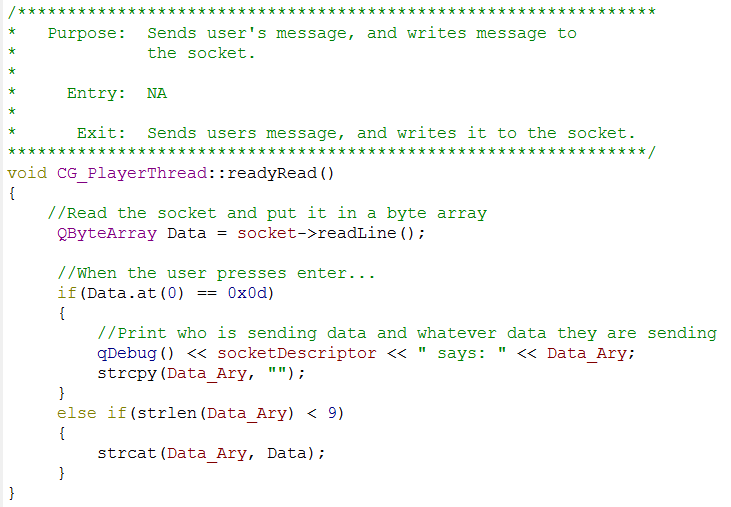 /****************************************************************
*   Purpose:  Sends user's message, and writes message to
*             the socket.
*
*     Entry:  NA
*
*      Exit:  Sends users message, and writes it to the socket.
****************************************************************/
void CG_PlayerThread::readyRead()
{
    //Read the socket and put it in a byte array
     QByteArray Data = socket->readLine();

     //When the user presses enter...
     if(Data.at(0) == 0x0d)
     {
         //Print who is sending data and whatever data they are sending
         qDebug() << socketDescriptor << " says: " << Data_Ary;
         strcpy(Data_Ary, "");
     }
     else if(strlen(Data_Ary) < 9)
     {
         strcat(Data_Ary, Data);
     }
}